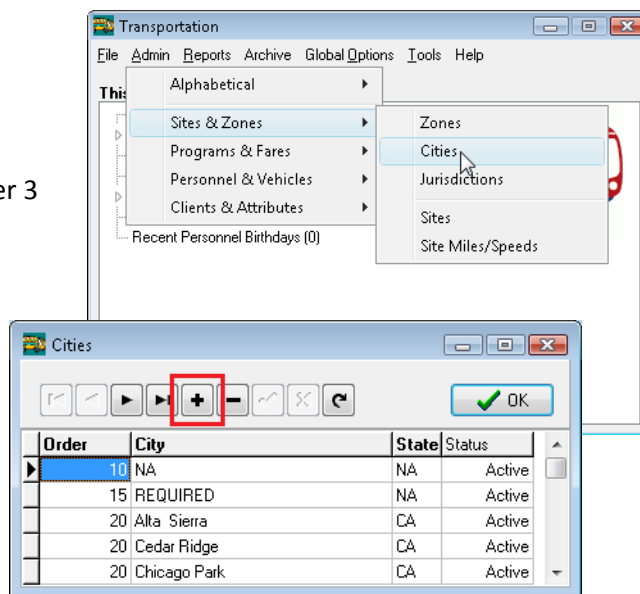 Transportation
File Admin Reports Archive Global Options Tools Help
This
Alphabetical
Sites & Zones
Programs & Fares
Personnel & Vehicles
Clients & Attributes
Zones
Cities
Jurisdictions
Sites
Site Miles/Speeds
er 3
Recent Personnel Birthdays (0)
Cities
OK
Order City State Status
10 NA NA Active
15 REQUIRED NA Active
20 Alta Sierra CA Active
20 Cedar Ridge CA Active
20 Chicago Park CA Active